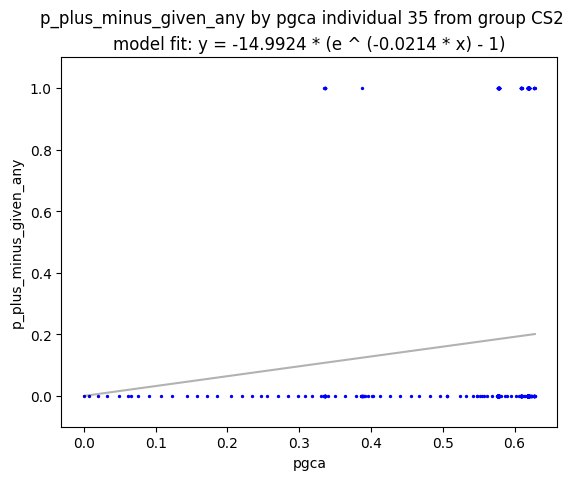 p_plus_minus_given_any by pgca individual 35 from group CS2
model fit: y = -14.9924 * (e ^ (-0.0214 * x) - 1)
1.0
0.8
0.6
0.4
0.2
0.0
p_plus_minus_given_any
0.0 0.1 0.2 0.3 0.4 0.5 0.6
pgca